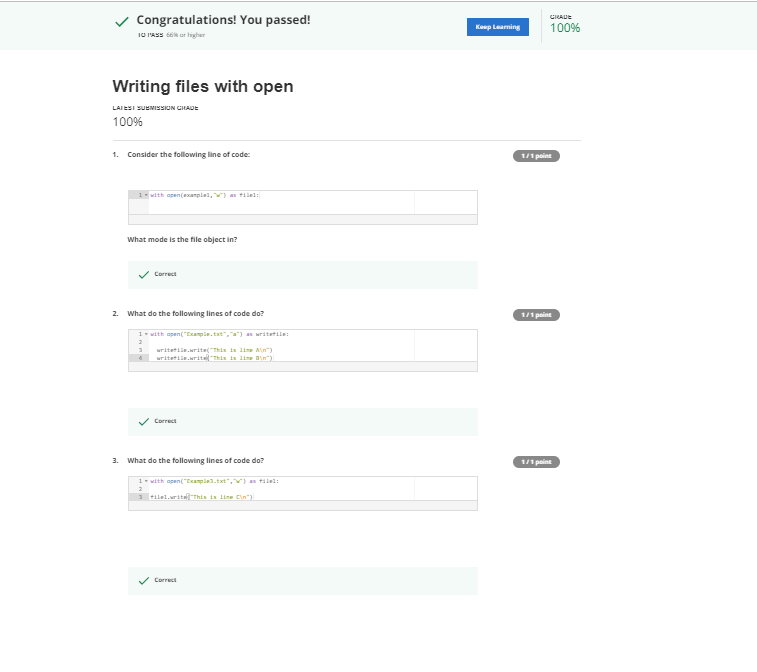 Congratulations! You passed!
TO PASS 66% or higher
Keep Learning
GRADE
100%
Writing files with open
LATEST SUBMISSION GRADE
100%
1. Consider the following line of code:
1 / 1 point
1 with open(example1,"w") as file1:
What mode is the file object in?
Correct
2. What do the following lines of code do?
1 / 1 point
1 with open("Example.txt","a") as writefile:
2
3 writefile.write("This is line A\n")
4 writefile.write("This is line B\n")
Correct
3. What do the following lines of code do?
1 / 1 point
1 with open("Example3.txt","w") as file1:
2
3 file1.write("This is line C\n")
Correct